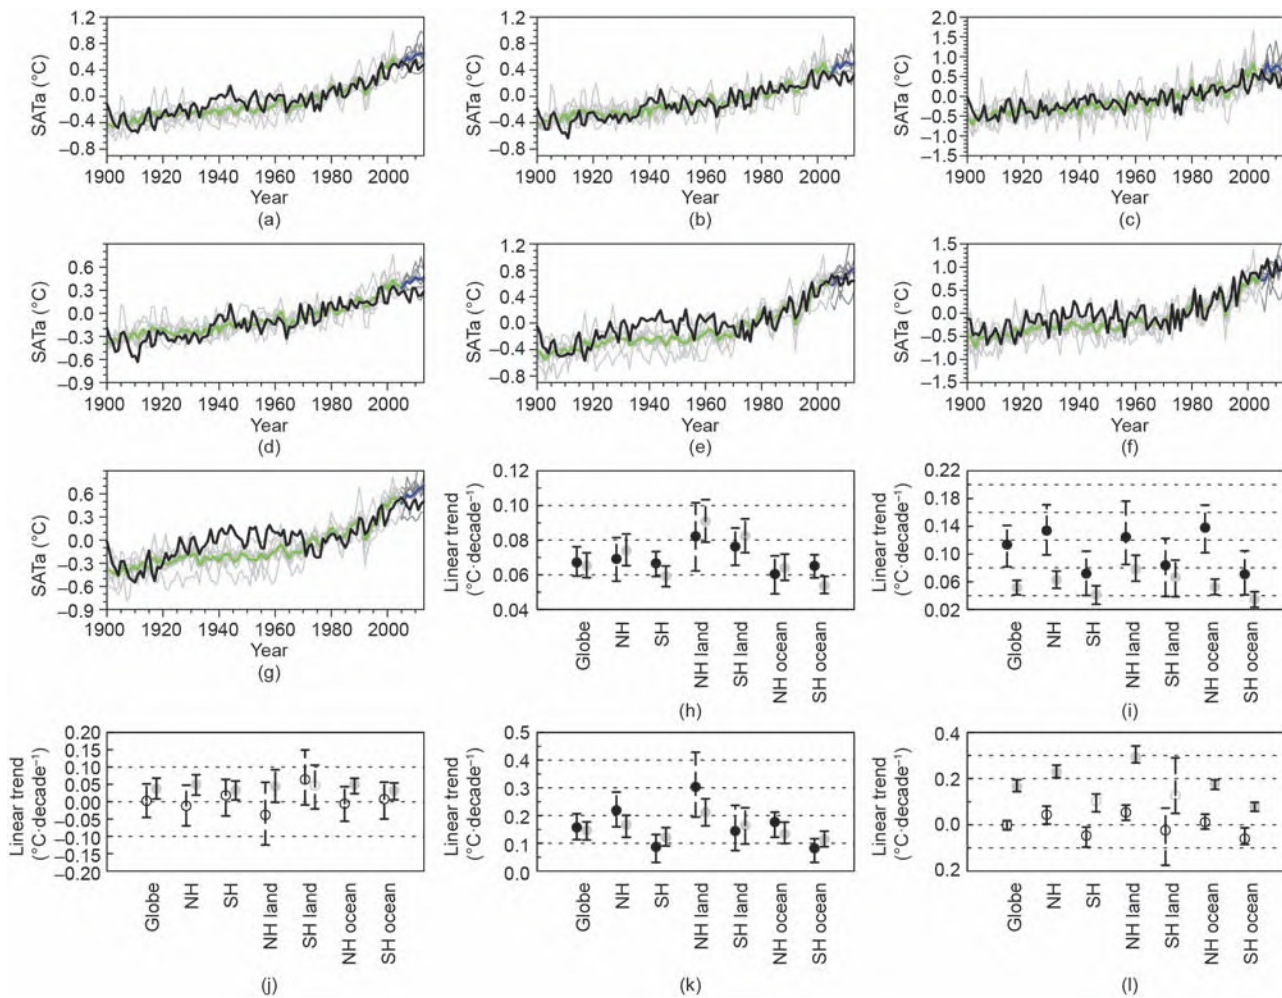 1.2
0.8
0.4
0.0
–0.4
–0.8
SATa (°C)
1900 1920 1940 1960 1980 2000
Year
(a)
1.2
0.8
0.4
0.0
–0.4
–0.8
SATa (°C)
1900 1920 1940 1960 1980 2000
Year
(b)
2.0
1.5
1.0
0.5
0.0
–0.5
–1.0
–1.5
SATa (°C)
1900 1920 1940 1960 1980 2000
Year
(c)
0.6
0.3
0.0
–0.3
–0.6
–0.9
SATa (°C)
1900 1920 1940 1960 1980 2000
Year
(d)
1.2
0.8
0.4
0.0
–0.4
–0.8
SATa (°C)
1900 1920 1940 1960 1980 2000
Year
(e)
1.5
1.0
0.5
0.0
–0.5
–1.0
–1.5
SATa (°C)
1900 1920 1940 1960 1980 2000
Year
(f)
0.6
0.3
0.0
–0.3
–0.6
–0.9
SATa (°C)
1900 1920 1940 1960 1980 2000
Year
(g)
0.12
0.10
0.08
0.06
0.04
Linear trend
(°C·decade⁻¹)
Globe
NH
SH
NH land
SH land
NH ocean
SH ocean
(h)
0.22
0.18
0.14
0.10
0.06
0.02
Linear trend
(°C·decade⁻¹)
Globe
NH
SH
NH land
SH land
NH ocean
SH ocean
(i)
0.20
0.15
0.10
0.05
0.00
–0.05
–0.10
–0.15
–0.20
Linear trend
(°C·decade⁻¹)
Globe
NH
SH
NH land
SH land
NH ocean
SH ocean
(j)
0.5
0.4
0.3
0.2
0.1
0.0
Linear trend
(°C·decade⁻¹)
Globe
NH
SH
NH land
SH land
NH ocean
SH ocean
(k)
0.4
0.2
0.0
0.2
Linear trend
(°C·decade⁻¹)
Globe
NH
SH
NH land
SH land
NH ocean
SH ocean
(l)